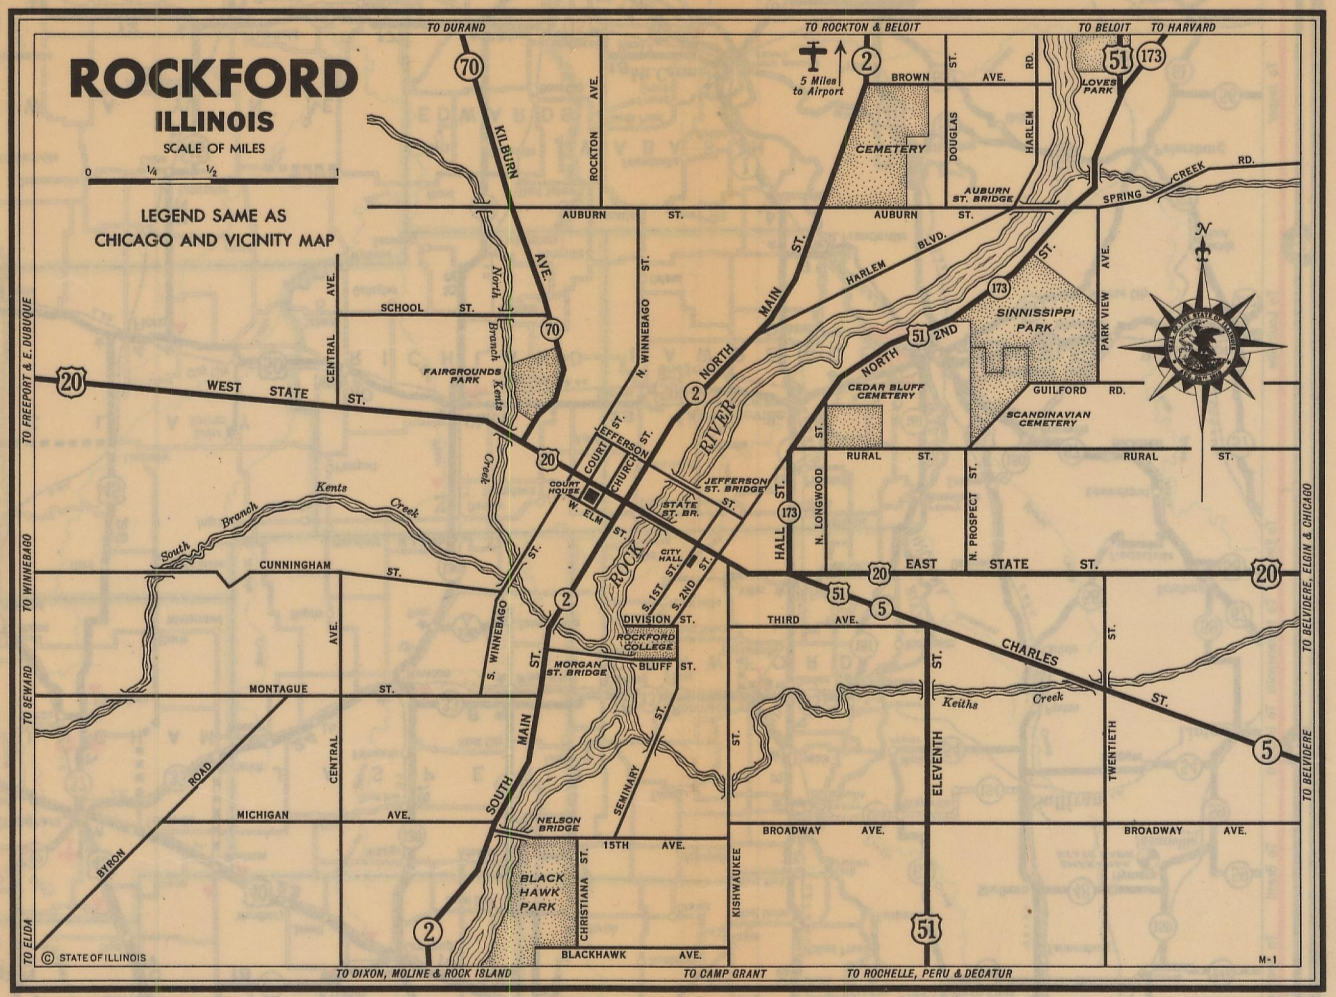 TO DURAND
TO ROCKTON & BELOIT
TO BELOIT
TO HARVARD
ROCKFORD
ILLINOIS
SCALE OF MILES
0 1/4 1/2 1
LEGEND SAME AS
CHICAGO AND VICINITY MAP
70
KILBURN
AVE.
ROCKTON AVE.
5 Miles
to Airport
2
BROWN AVE.
CEMETERY
DOUGLAS ST.
HARLEM RD.
51
173
LOVES
PARK
AUBURN
ST. BRIDGE
SPRING CREEK RD.
AUBURN ST.
AUBURN ST.
N. WINNEBAGO ST.
HARLEM BLVD.
NORTH MAIN ST.
N
PARK VIEW AVE.
CENTRAL AVE.
SCHOOL ST.
North Branch Kents Creek
70
173
SINNISSIPPI
PARK
51
NORTH 2ND ST.
FAIRGROUNDS
PARK
TO FREEPORT & E. DUBUQUE
20
WEST STATE ST.
2
CEDAR BLUFF
CEMETERY
GUILFORD RD.
SCANDINAVIAN
CEMETERY
ROCK RIVER
20
JEFFERSON ST.
COURT ST.
CHURCH ST.
COURT
HOUSE
W. ELM ST.
JEFFERSON
ST. BRIDGE
STATE
ST. BR.
ST.
RURAL ST.
RURAL ST.
N. LONGWOOD ST.
N. PROSPECT ST.
HALL ST.
173
CITY
HALL
S. 1ST ST.
S. 2ND ST.
South Branch Kents Creek
TO WINNEBAGO
CUNNINGHAM ST.
20
EAST STATE ST.
20
TO BELVIDERE, ELGIN & CHICAGO
51
5
2
DIVISION ST.
ROCKFORD
COLLEGE
BLUFF ST.
MORGAN
ST. BRIDGE
THIRD AVE.
CHARLES ST.
S. WINNEBAGO ST.
CENTRAL AVE.
TO SEWARD
MONTAGUE ST.
Keiths Creek
ELEVENTH ST.
TWENTIETH ST.
5
TO BELVIDERE
SOUTH MAIN ST.
SEMINARY ST.
KISHWAUKEE ST.
BYRON ROAD
MICHIGAN AVE.
NELSON
BRIDGE
15TH AVE.
BROADWAY AVE.
BROADWAY AVE.
BLACK
HAWK
PARK
CHRISTIANA ST.
2
51
BLACKHAWK AVE.
TO ELIDA
© STATE OF ILLINOIS
M-1
TO DIXON, MOLINE & ROCK ISLAND
TO CAMP GRANT
TO ROCHELLE, PERU & DECATUR